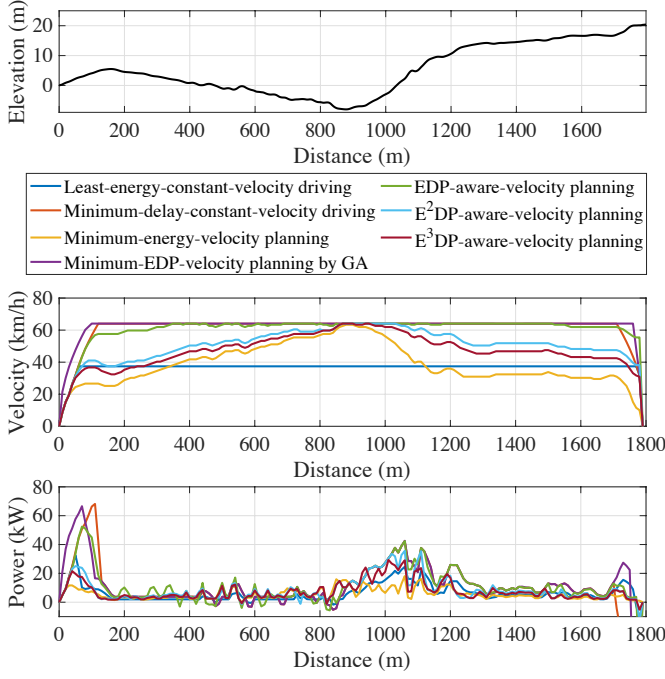 Elevation (m)
20
10
0
0 200 400 600 800 1000 1200 1400 1600
Distance (m)
Least-energy-constant-velocity driving
Minimum-delay-constant-velocity driving
Minimum-energy-velocity planning
Minimum-EDP-velocity planning by GA
EDP-aware-velocity planning
E²DP-aware-velocity planning
E³DP-aware-velocity planning
Velocity (km/h)
80
60
40
20
0
0 200 400 600 800 1000 1200 1400 1600 1800
Distance (m)
Power (kW)
80
60
40
20
0
0 200 400 600 800 1000 1200 1400 1600 1800
Distance (m)